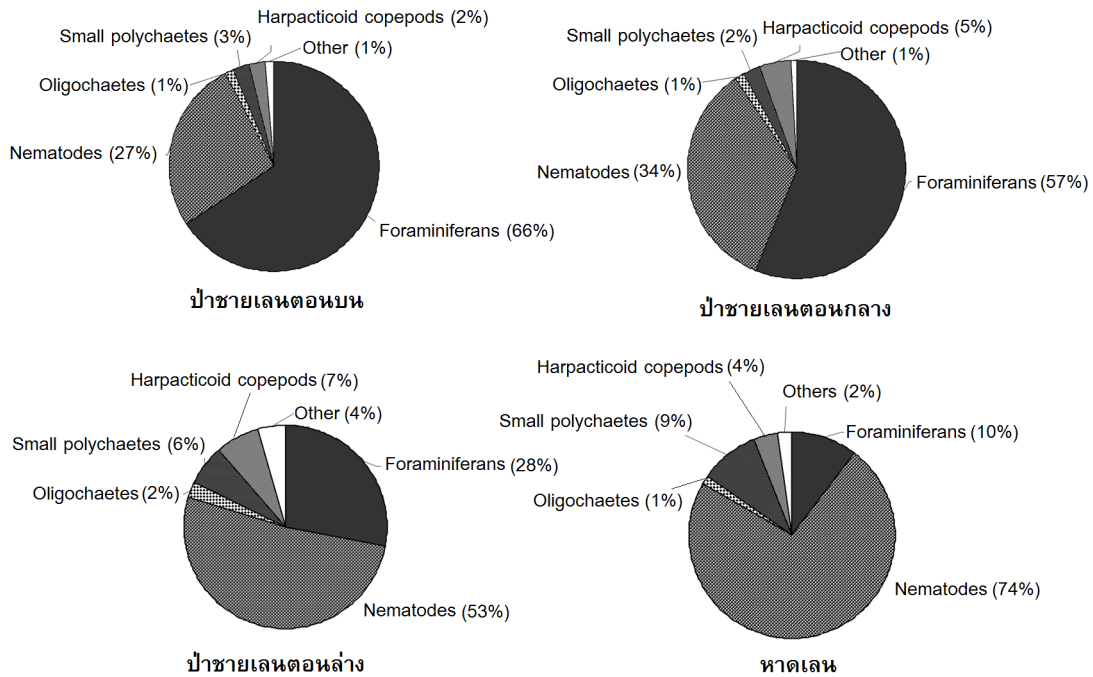 Harpacticoid copepods (2%)
Small polychaetes (3%)
Other (1%)
Oligochaetes (1%)
Nematodes (27%)
Foraminiferans (66%)
ป่าชายเลนตอนบน
Harpacticoid copepods (5%)
Small polychaetes (2%)
Other (1%)
Oligochaetes (1%)
Nematodes (34%)
Foraminiferans (57%)
ป่าชายเลนตอนกลาง
Harpacticoid copepods (7%)
Other (4%)
Small polychaetes (6%)
Foraminiferans (28%)
Oligochaetes (2%)
Nematodes (53%)
ป่าชายเลนตอนล่าง
Harpacticoid copepods (4%)
Others (2%)
Small polychaetes (9%)
Foraminiferans (10%)
Oligochaetes (1%)
Nematodes (74%)
หาดเลน